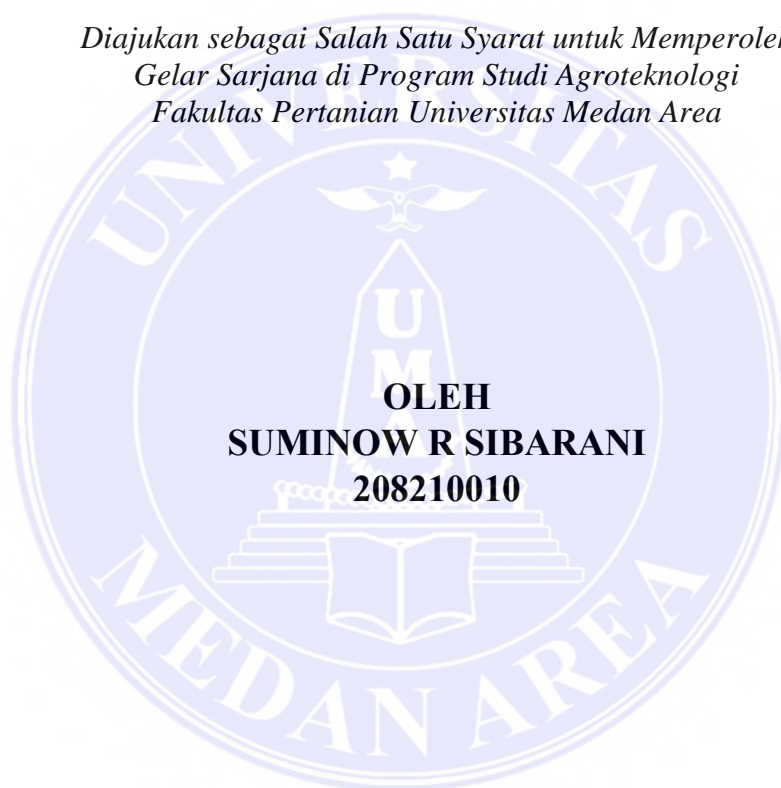 Diajukan sebagai Salah Satu Syarat untuk Memperoleh
Gelar Sarjana di Program Studi Agroteknologi
Fakultas Pertanian Universitas Medan Area
UNIVERSITAS
UMA
OLEH
SUMINOW R SIBARANI
208210010
MEDAN AREA